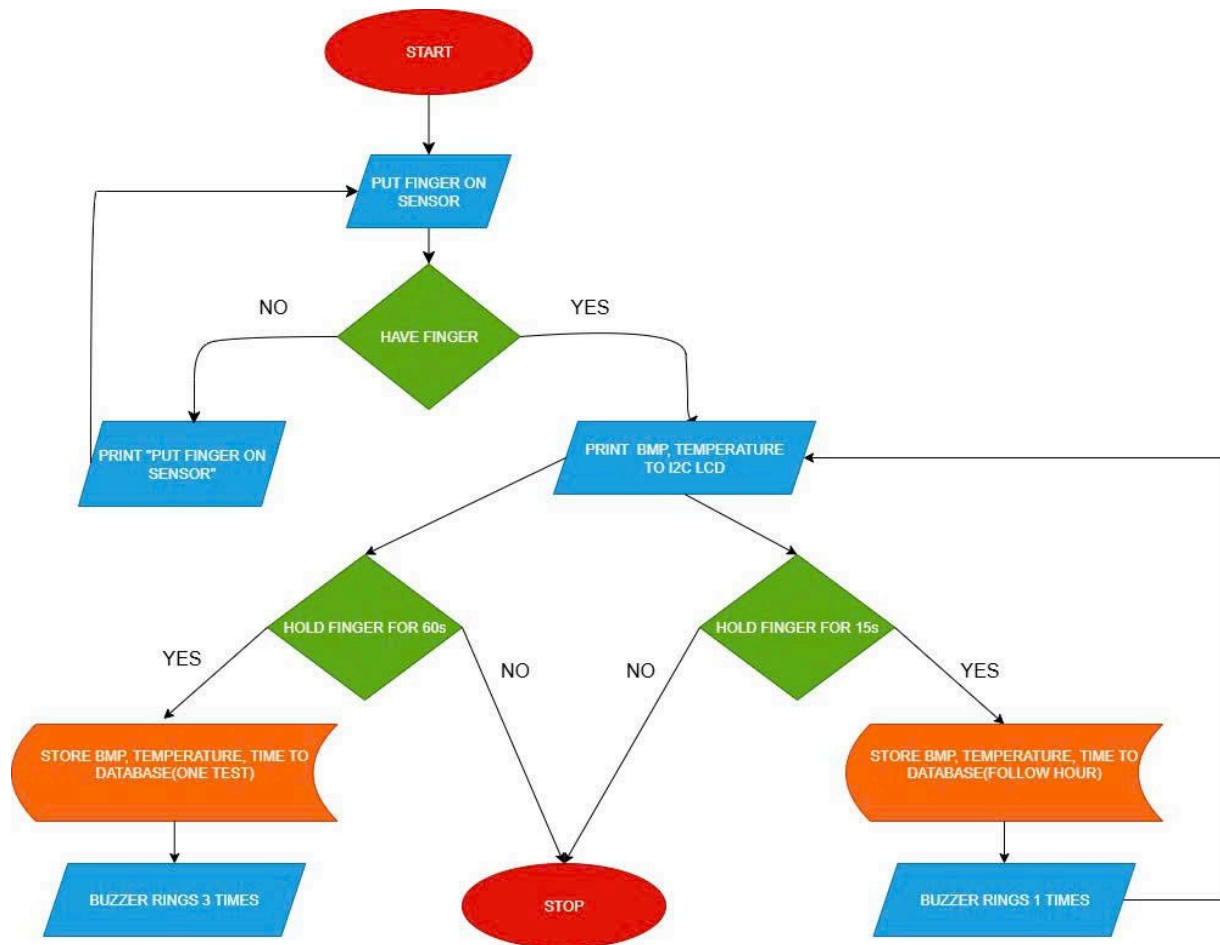 START
PUT FINGER ON
SENSOR
NO
YES
HAVE FINGER
PRINT "PUT FINGER ON
SENSOR"
PRINT BMP, TEMPERATURE
TO I2C LCD
HOLD FINGER FOR 60s
HOLD FINGER FOR 15s
YES
NO
NO
YES
STORE BMP, TEMPERATURE, TIME TO
DATABASE(ONE TEST)
STORE BMP, TEMPERATURE, TIME TO
DATABASE(FOLLOW HOUR)
BUZZER RINGS 3 TIMES
STOP
BUZZER RINGS 1 TIMES